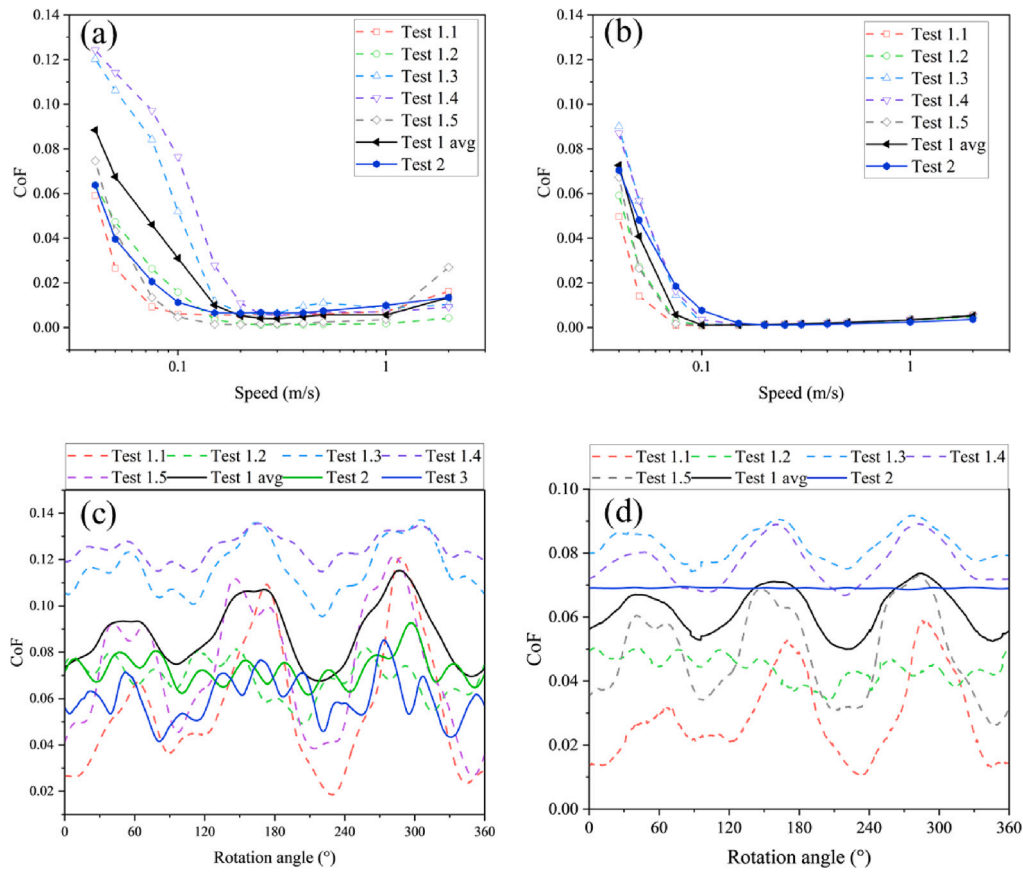 (a)
Test 1.1
Test 1.2
Test 1.3
Test 1.4
Test 1.5
Test 1 avg
Test 2
0.14
0.12
0.10
0.08
0.06
0.04
0.02
0.00
CoF
0.1 1
Speed (m/s)
(b)
Test 1.1
Test 1.2
Test 1.3
Test 1.4
Test 1.5
Test 1 avg
Test 2
0.14
0.12
0.10
0.08
0.06
0.04
0.02
0.00
CoF
0.1 1
Speed (m/s)
Test 1.1 Test 1.2 Test 1.3 Test 1.4
Test 1.5 Test 1 avg Test 2 Test 3
(c)
0.14
0.12
0.10
0.08
0.06
0.04
0.02
CoF
0 60 120 180 240 300 360
Rotation angle (°)
Test 1.1 Test 1.2 Test 1.3 Test 1.4
Test 1.5 Test 1 avg Test 2
(d)
0.10
0.08
0.06
0.04
0.02
0.00
CoF
0 60 120 180 240 300 360
Rotation angle (°)